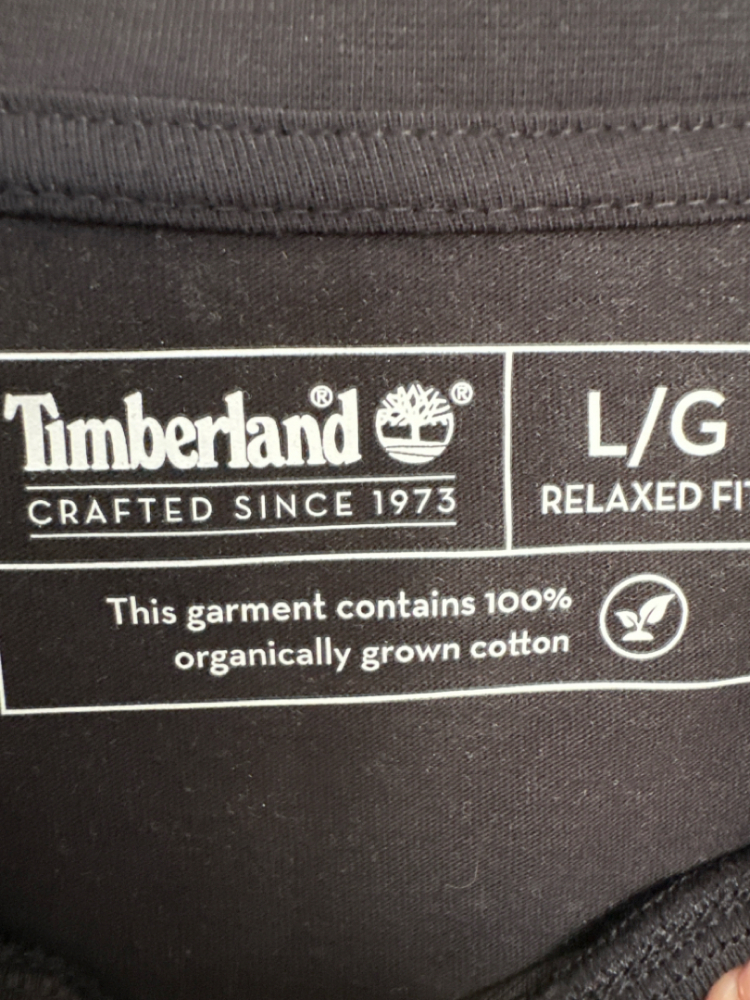 Timberland®
CRAFTED SINCE 1973
L/G
RELAXED FIT
This garment contains 100%
organically grown cotton